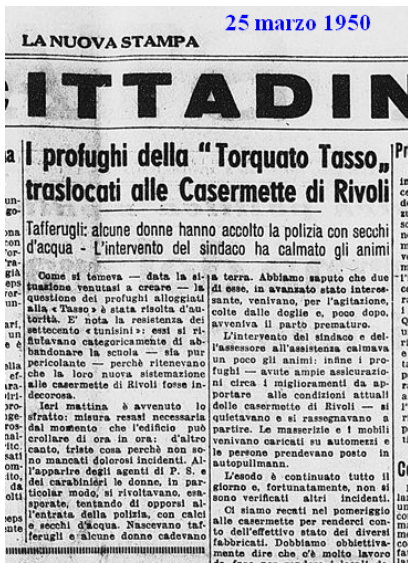 25 marzo 1950
LA NUOVA STAMPA
CITTADIN
I profughi della “Torquato Tasso„
traslocati alle Casermette di Rivoli
Tafferugli: alcune donne hanno accolto la polizia con secchi
d'acqua - L'intervento del sindaco ha calmato gli animi
Come si temeva — data la si-
tuazione venutasi a creare — la
questione dei profughi alloggiati
alla « Tasso » è stata risolta d'au-
torità. E' nota la resistenza dei
settecento « tunisini »: essi si ri-
fiutavano categoricamente di ab-
bandonare la scuola — sia pur
pericolante — perchè ritenevano
che la loro nuova sistemazione
alle casermette di Rivoli fosse in-
decorosa.
Ieri mattina è avvenuto lo
sfratto: misura resasi necessaria
dal momento che l'edificio può
crollare di ora in ora: d'altro
canto, triste cosa perchè non so-
no mancati dolorosi incidenti. Al-
l'apparire degli agenti di P. S. e
dei carabinieri le donne, in par-
ticolar modo, si rivoltavano, esa-
sperate, tentando di opporsi al-
l'entrata della polizia, con calci
e secchi d'acqua. Nascevano taf-
ferugli e alcune donne cadevano
a terra. Abbiamo saputo che due
di esse, in avanzato stato interes-
sante, venivano, per l'agitazione,
colte dalle doglie e, poco dopo,
avveniva il parto prematuro.
L'intervento del sindaco e del-
l'assessore all'assistenza calmava
un poco gli animi: infine i pro-
fughi — avute ampie assicurazio-
ni circa i miglioramenti da ap-
portare alle condizioni attuali
delle casermette di Rivoli — si
quietavano e si rassegnavano a
partire. Le masserizie e i mobili
venivano caricati su automezzi e
le persone prendevano posto in
autopullmann.
L'esodo è continuato tutto il
giorno e, fortunatamente, non si
sono verificati altri incidenti.
Ci siamo recati nel pomeriggio
alle casermette per renderci con-
to dell'effettivo stato dei diversi
fabbricati. Dobbiamo obbiettiva-
mente dire che c'è molto lavoro